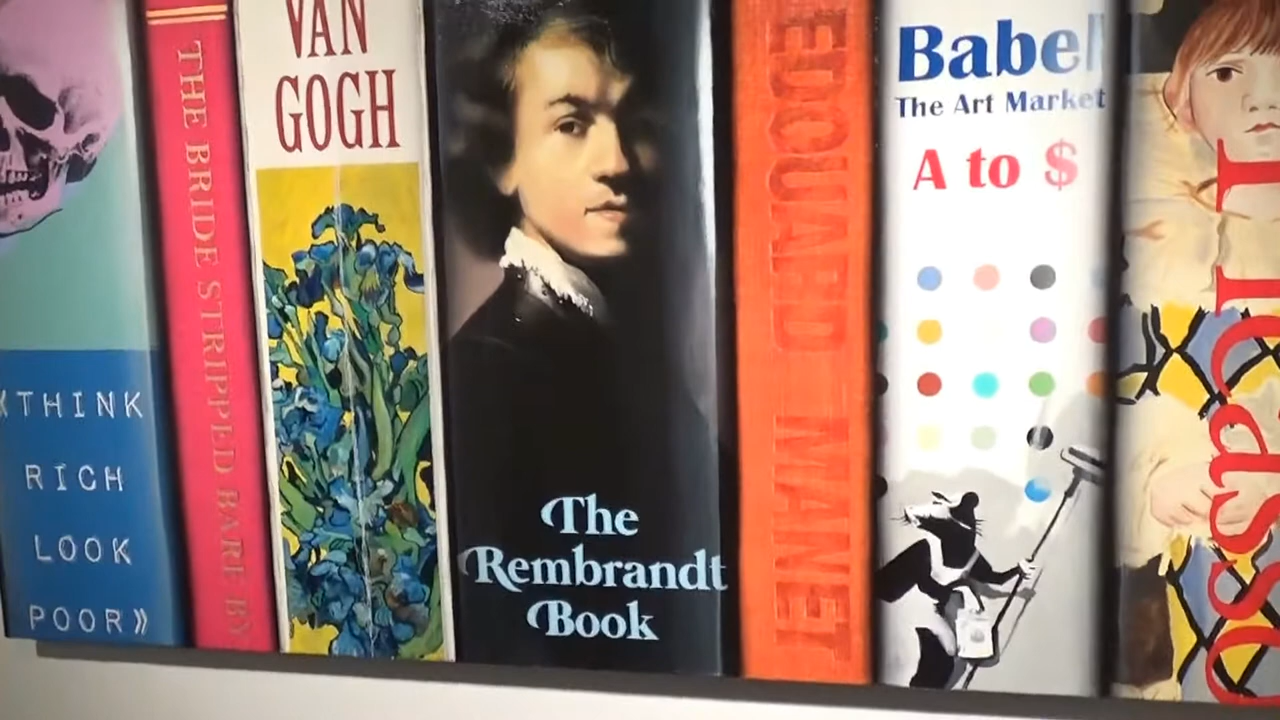 «THINK
RICH
LOOK
POOR»
THE BRIDE STRIPPED BARE BY
VAN
GOGH
The
Rembrandt
Book
EDOUARD MANET
Babel
The Art Market
A to $